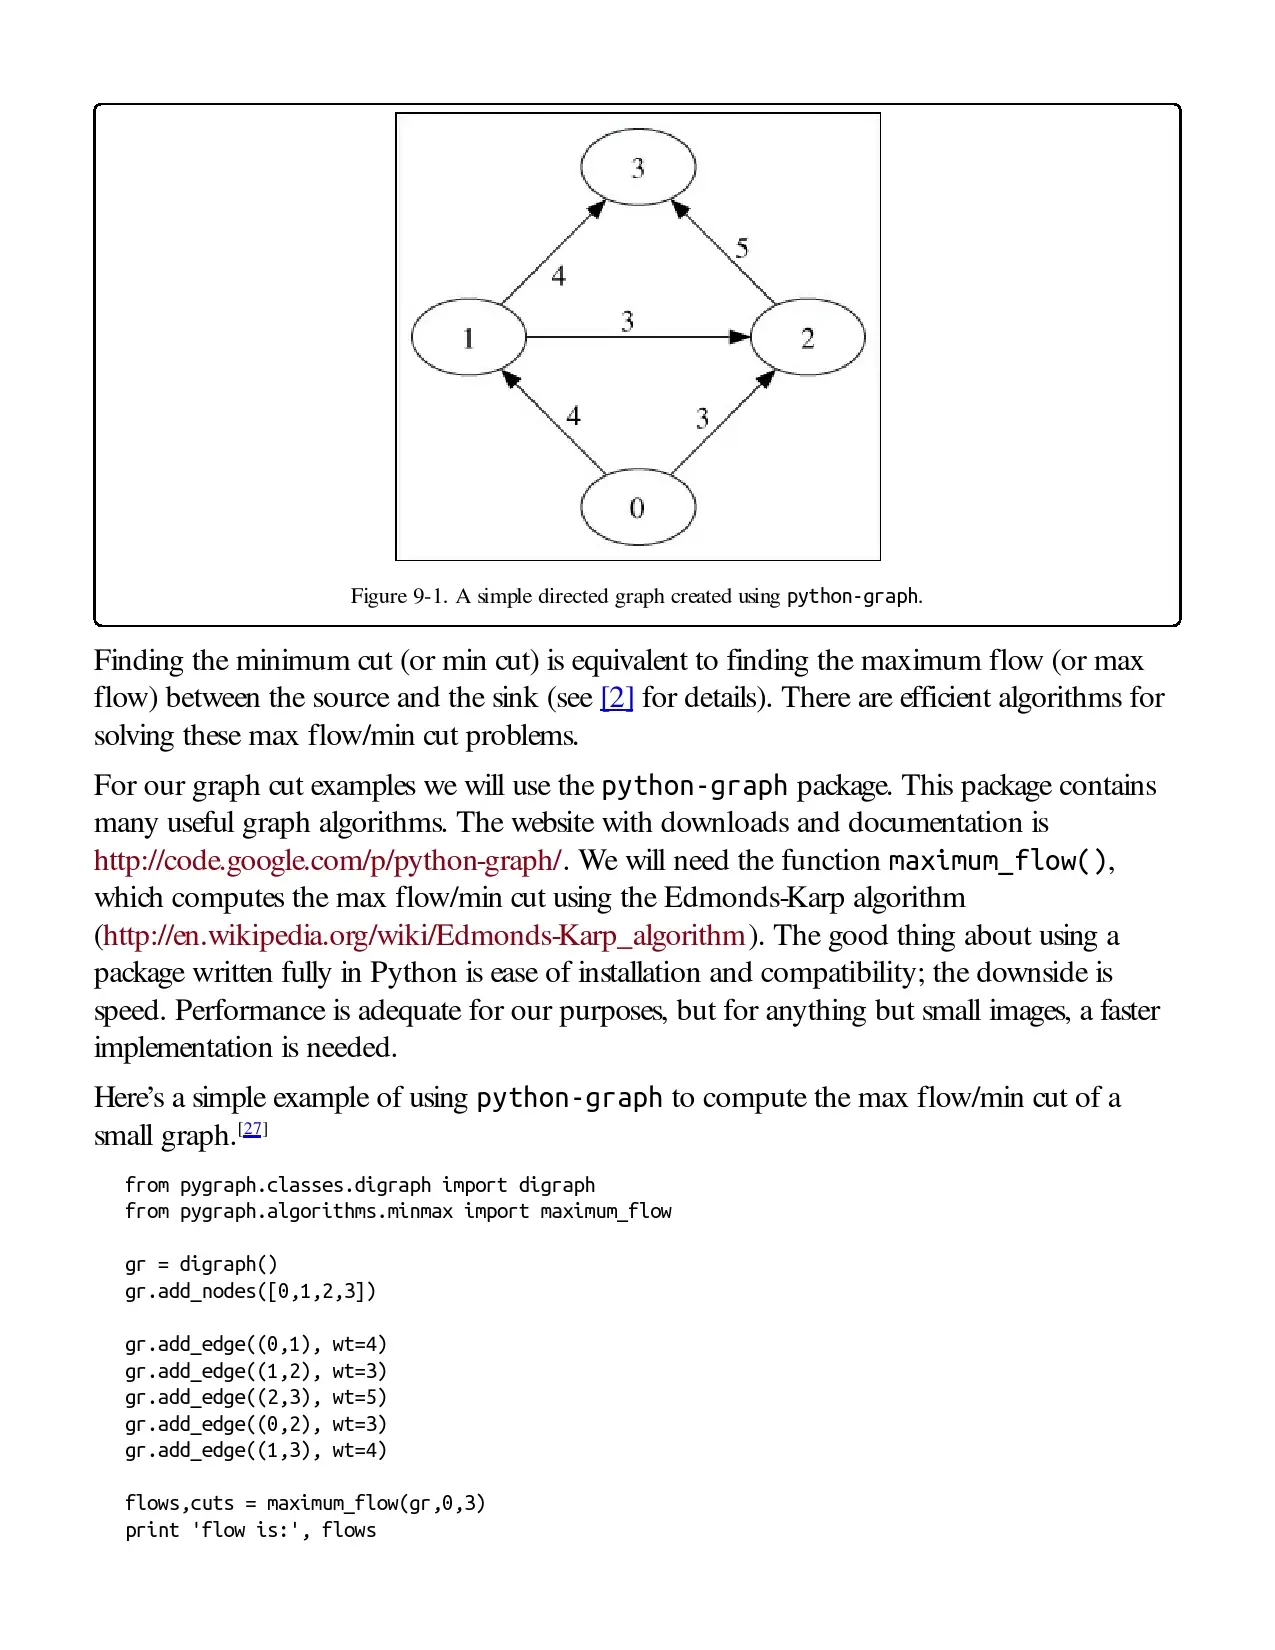 3
5
4
3
1
2
4
3
0
Figure 9-1. A simple directed graph created using python-graph.
Finding the minimum cut (or min cut) is equivalent to finding the maximum flow (or max
flow) between the source and the sink (see [2] for details). There are efficient algorithms for
solving these max flow/min cut problems.
For our graph cut examples we will use the python-graph package. This package contains
many useful graph algorithms. The website with downloads and documentation is
http://code.google.com/p/python-graph/. We will need the function maximum_flow(),
which computes the max flow/min cut using the Edmonds-Karp algorithm
(http://en.wikipedia.org/wiki/Edmonds-Karp_algorithm). The good thing about using a
package written fully in Python is ease of installation and compatibility; the downside is
speed. Performance is adequate for our purposes, but for anything but small images, a faster
implementation is needed.
Here’s a simple example of using python-graph to compute the max flow/min cut of a
small graph.[27]
from pygraph.classes.digraph import digraph
from pygraph.algorithms.minmax import maximum_flow
gr = digraph()
gr.add_nodes([0,1,2,3])
gr.add_edge((0,1), wt=4)
gr.add_edge((1,2), wt=3)
gr.add_edge((2,3), wt=5)
gr.add_edge((0,2), wt=3)
gr.add_edge((1,3), wt=4)
flows,cuts = maximum_flow(gr,0,3)
print 'flow is:', flows